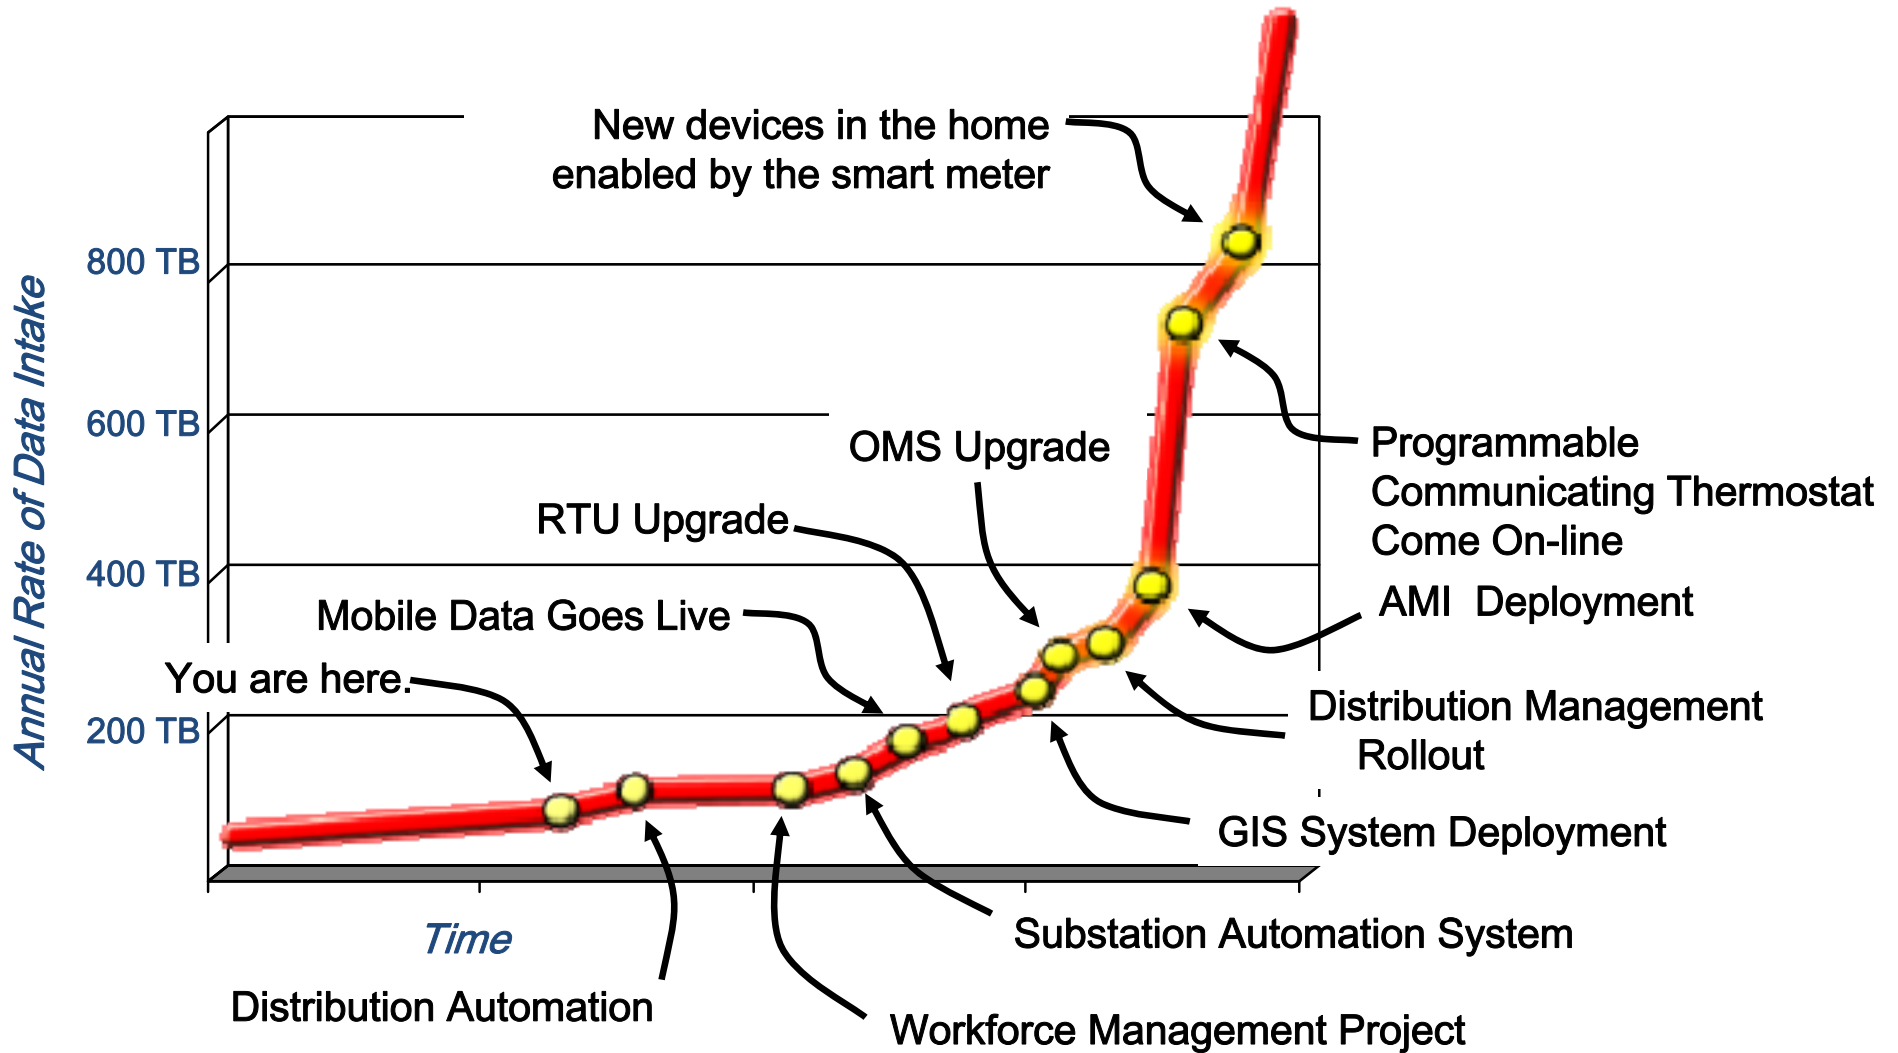 New devices in the home
enabled by the smart meter
800 TB
600 TB
400 TB
200 TB
Annual Rate of Data Intake
OMS Upgrade
RTU Upgrade
Mobile Data Goes Live
You are here.
Programmable
Communicating Thermostat
Come On-line
AMI  Deployment
Distribution Management
Rollout
GIS System Deployment
Substation Automation System
Time
Distribution Automation
Workforce Management Project